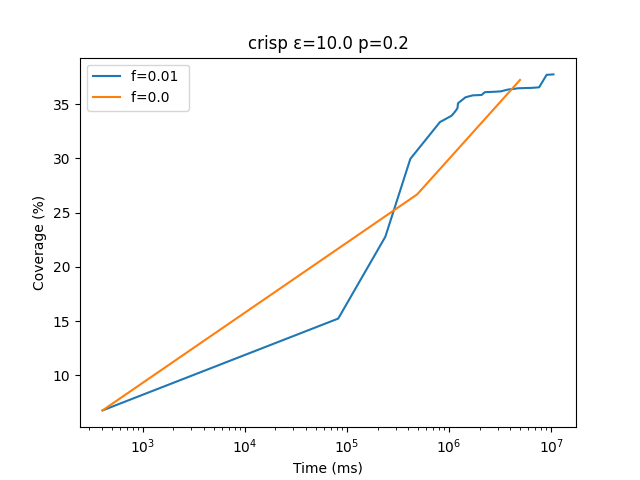 crisp ε=10.0 p=0.2
f=0.01
f=0.0
Coverage (%)
35
30
25
20
15
10
10³ 10⁴ 10⁵ 10⁶ 10⁷
Time (ms)